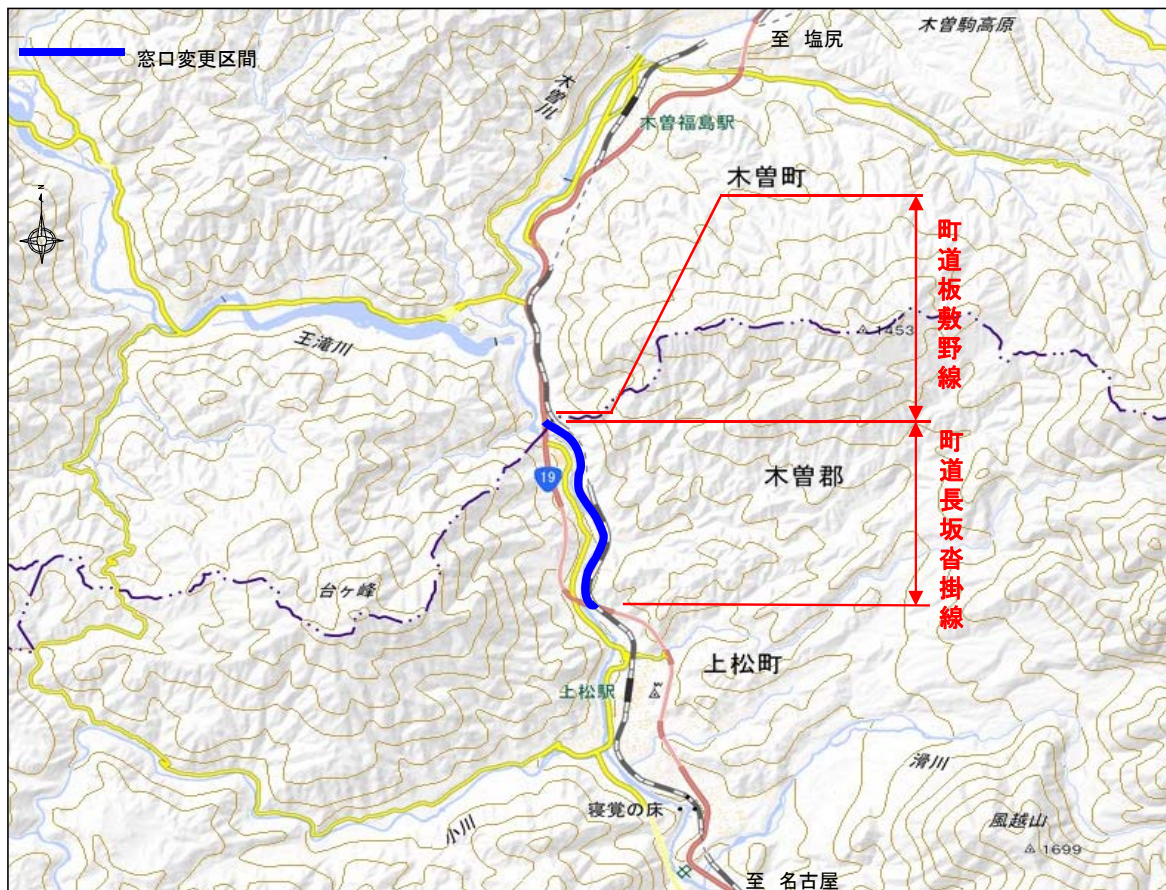 至 塩尻
木曽駒高原
窓口変更区間
木曽川
木曽福島駅
木曽町
N
町道板敷野線
1453
王滝川
町道長坂沓掛線
木曽郡
19
台ヶ峰
上松町
上松駅
滑川
寝覚の床
風越山
小川
1699
至 名古屋